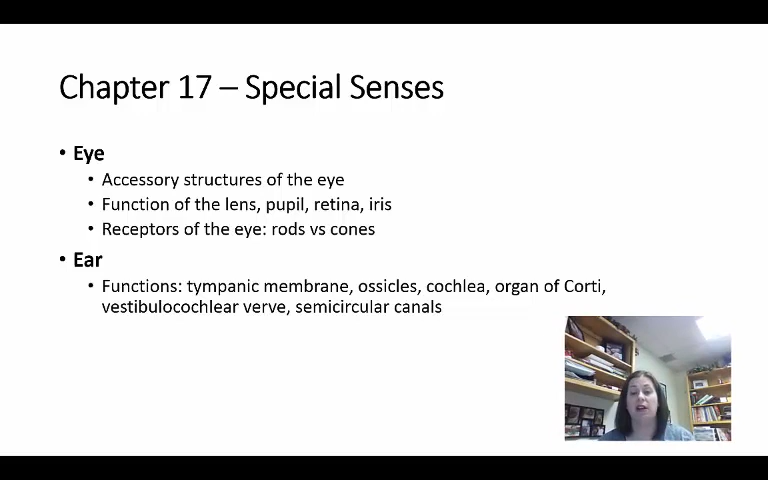 Chapter 17 – Special Senses
• Eye
• Accessory structures of the eye
• Function of the lens, pupil, retina, iris
• Receptors of the eye: rods vs cones
• Ear
• Functions: tympanic membrane, ossicles, cochlea, organ of Corti,
vestibulocochlear verve, semicircular canals